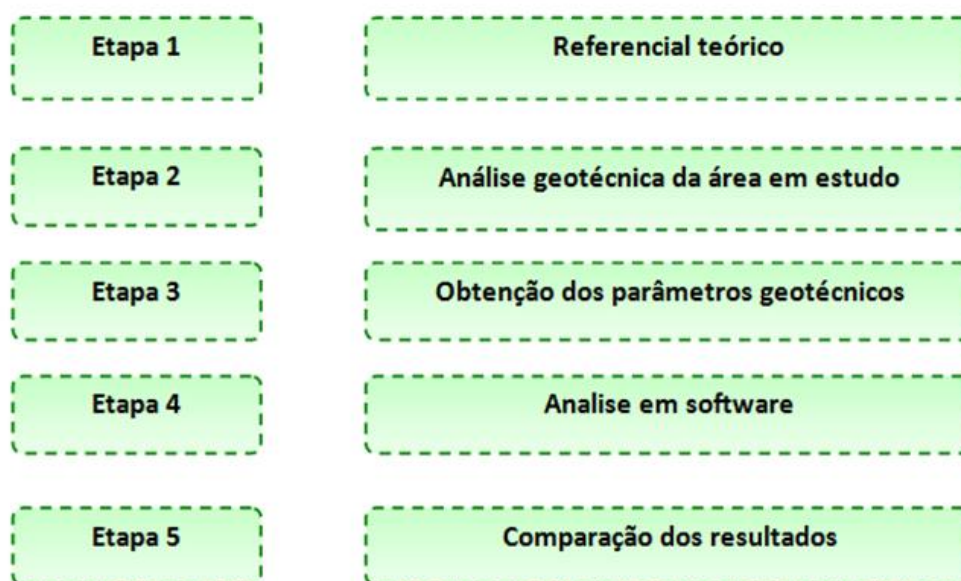 Etapa 1
Referencial teórico
Etapa 2
Análise geotécnica da área em estudo
Etapa 3
Obtenção dos parâmetros geotécnicos
Etapa 4
Analise em software
Etapa 5
Comparação dos resultados